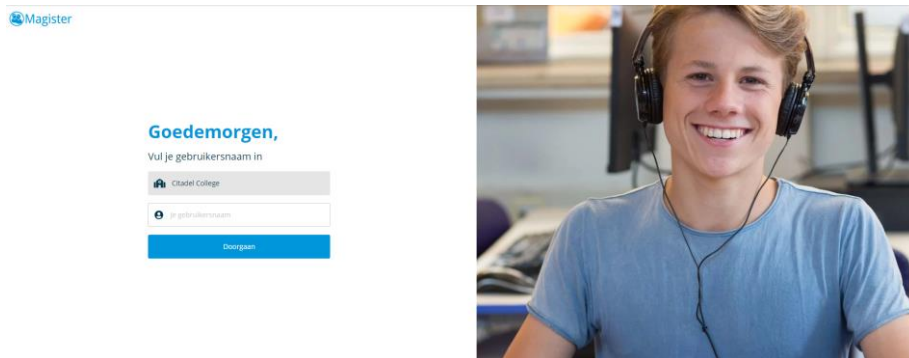 Magister
Goedemorgen,
Vul je gebruikersnaam in
Citadel College
Je gebruikersnaam
Doorgaan